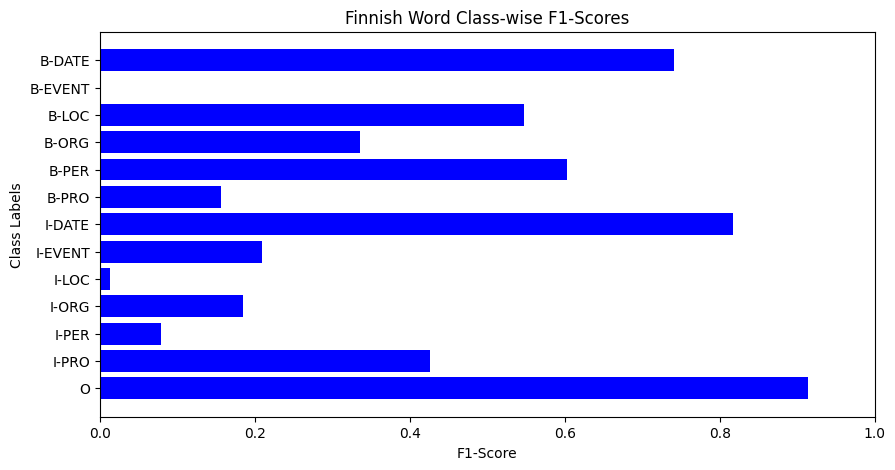 Finnish Word Class-wise F1-Scores
Class Labels
B-DATE
B-EVENT
B-LOC
B-ORG
B-PER
B-PRO
I-DATE
I-EVENT
I-LOC
I-ORG
I-PER
I-PRO
O
0.0 0.2 0.4 0.6 0.8 1.0
F1-Score